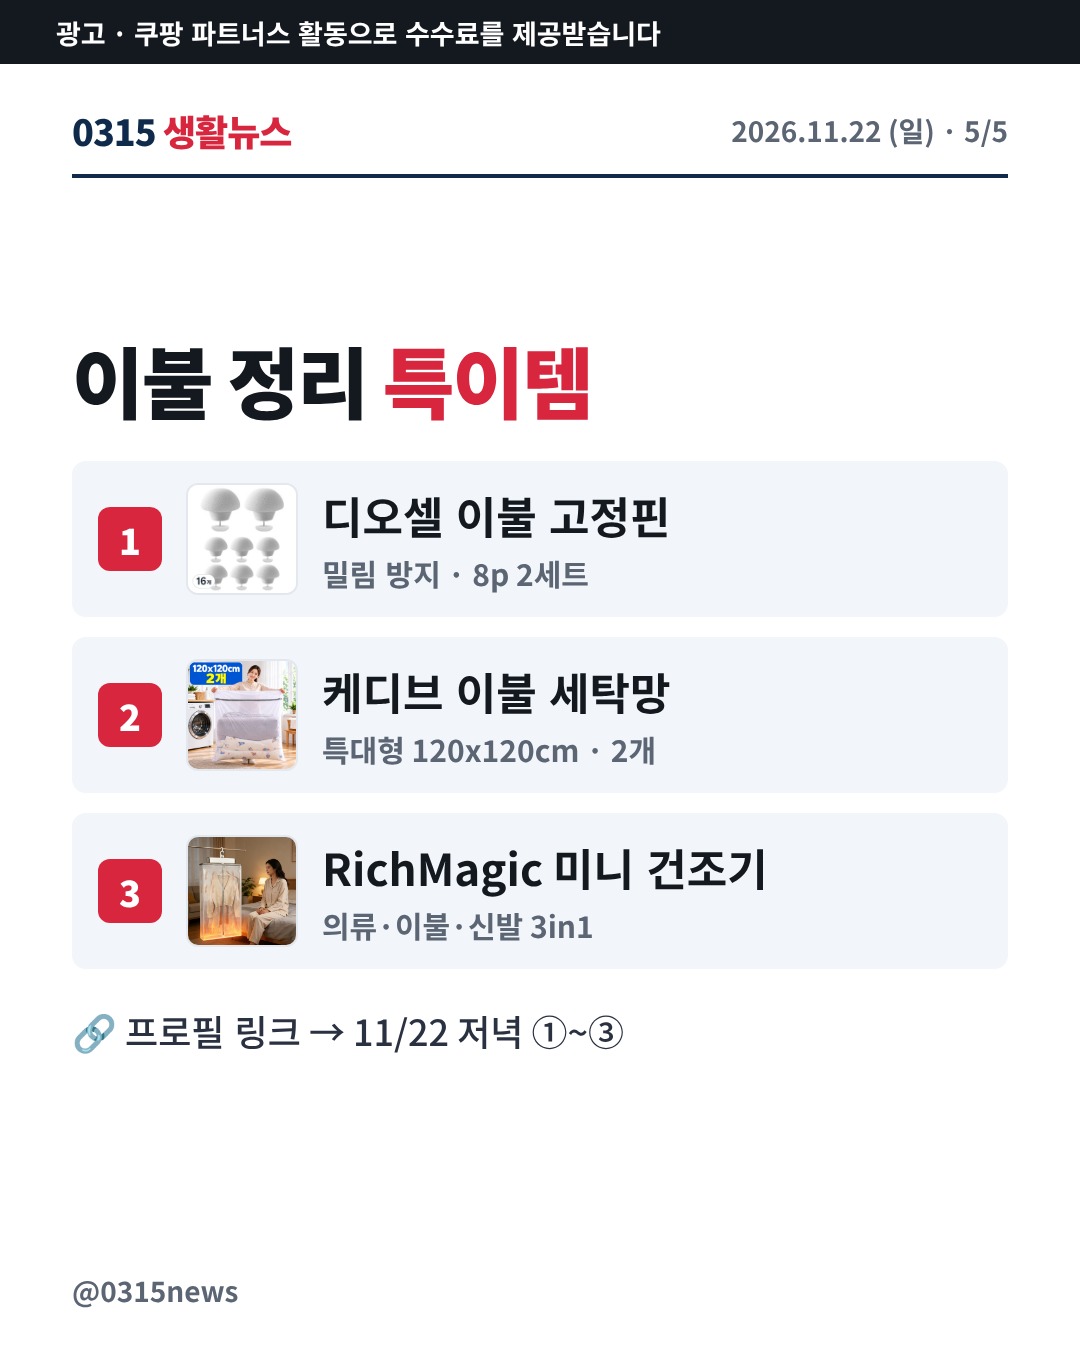 광고 · 쿠팡 파트너스 활동으로 수수료를 제공받습니다
0315 생활뉴스
2026.11.22 (일) · 5/5
이불 정리 특이템
1
16개
디오셀 이불 고정핀
밀림 방지 · 8p 2세트
2
120x120cm
2개
케디브 이불 세탁망
특대형 120x120cm · 2개
3
RichMagic 미니 건조기
의류·이불·신발 3in1
🔗 프로필 링크 → 11/22 저녁 ①~③
@0315news